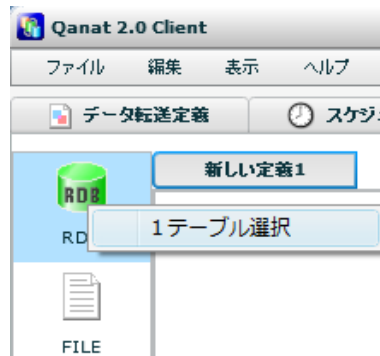 Qanat 2.0 Client
ファイル 編集 表示 ヘルプ
データ転送定義 スケジュ
新しい定義1
RDB
RD
1テーブル選択
FILE